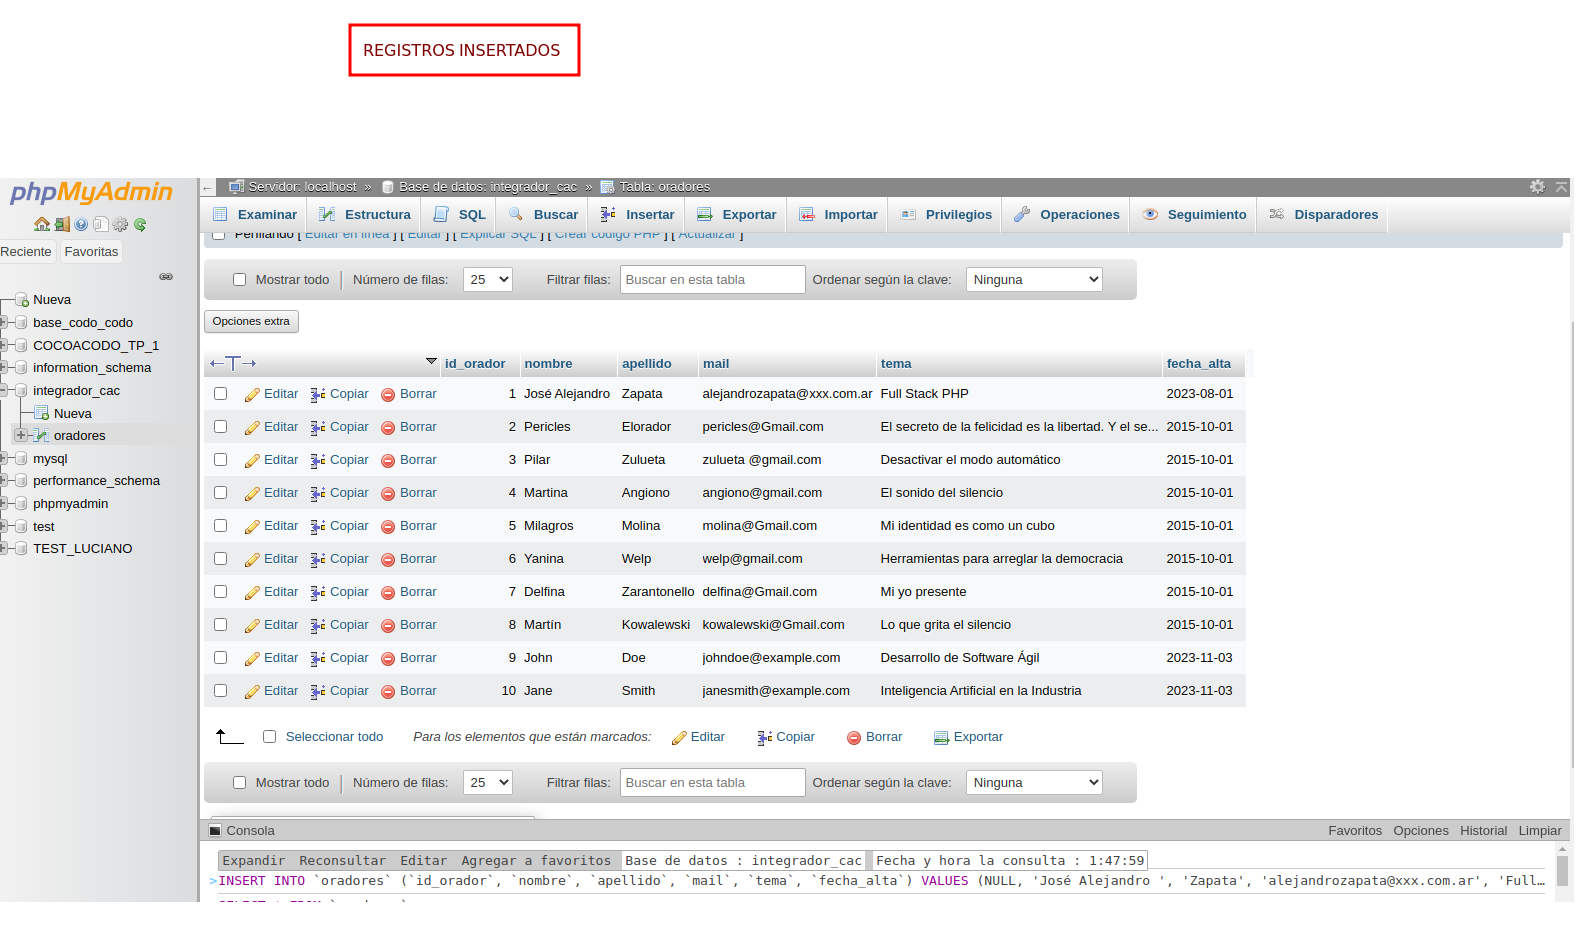 REGISTROS INSERTADOS
phpMyAdmin
Reciente Favoritas
Nueva
base_codo_codo
COCOACODO_TP_1
information_schema
integrador_cac
Nueva
oradores
mysql
performance_schema
phpmyadmin
test
TEST_LUCIANO
← Servidor: localhost » Base de datos: integrador_cac » Tabla: oradores
Examinar Estructura SQL Buscar Insertar Exportar Importar Privilegios Operaciones Seguimiento Disparadores
Perfilando [ Editar en línea ] [ Editar ] [ Explicar SQL ] [ Crear código PHP ] [ Actualizar ]
Mostrar todo Número de filas: 25 Filtrar filas: Buscar en esta tabla Ordenar según la clave: Ninguna
Opciones extra
←T→ id_orador nombre apellido mail tema fecha_alta
Editar Copiar Borrar 1 José Alejandro Zapata alejandrozapata@xxx.com.ar Full Stack PHP 2023-08-01
Editar Copiar Borrar 2 Pericles Elorador pericles@Gmail.com El secreto de la felicidad es la libertad. Y el se... 2015-10-01
Editar Copiar Borrar 3 Pilar Zulueta zulueta @gmail.com Desactivar el modo automático 2015-10-01
Editar Copiar Borrar 4 Martina Angiono angiono@gmail.com El sonido del silencio 2015-10-01
Editar Copiar Borrar 5 Milagros Molina molina@Gmail.com Mi identidad es como un cubo 2015-10-01
Editar Copiar Borrar 6 Yanina Welp welp@gmail.com Herramientas para arreglar la democracia 2015-10-01
Editar Copiar Borrar 7 Delfina Zarantonello delfina@Gmail.com Mi yo presente 2015-10-01
Editar Copiar Borrar 8 Martín Kowalewski kowalewski@Gmail.com Lo que grita el silencio 2015-10-01
Editar Copiar Borrar 9 John Doe johndoe@example.com Desarrollo de Software Ágil 2023-11-03
Editar Copiar Borrar 10 Jane Smith janesmith@example.com Inteligencia Artificial en la Industria 2023-11-03
Seleccionar todo Para los elementos que están marcados: Editar Copiar Borrar Exportar
Mostrar todo Número de filas: 25 Filtrar filas: Buscar en esta tabla Ordenar según la clave: Ninguna
Consola Favoritos Opciones Historial Limpiar
Expandir Reconsultar Editar Agregar a favoritos Base de datos : integrador_cac Fecha y hora la consulta : 1:47:59
>INSERT INTO `oradores` (`id_orador`, `nombre`, `apellido`, `mail`, `tema`, `fecha_alta`) VALUES (NULL, 'José Alejandro ', 'Zapata', 'alejandrozapata@xxx.com.ar', 'Full…